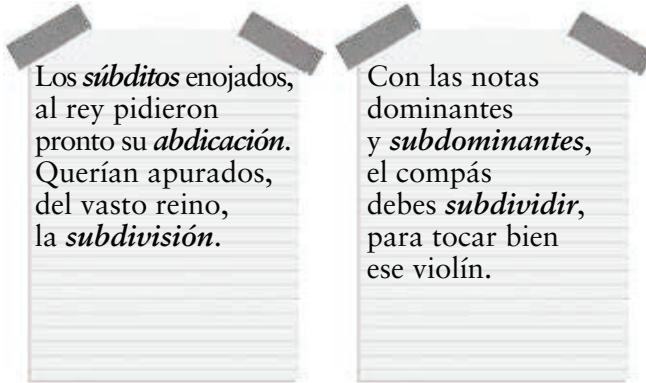 Los súbditos enojados,
al rey pidieron
pronto su abdicación.
Querían apurados,
del vasto reino,
la subdivisión.
Con las notas
dominantes
y subdominantes,
el compás
debes subdividir,
para tocar bien
ese violín.